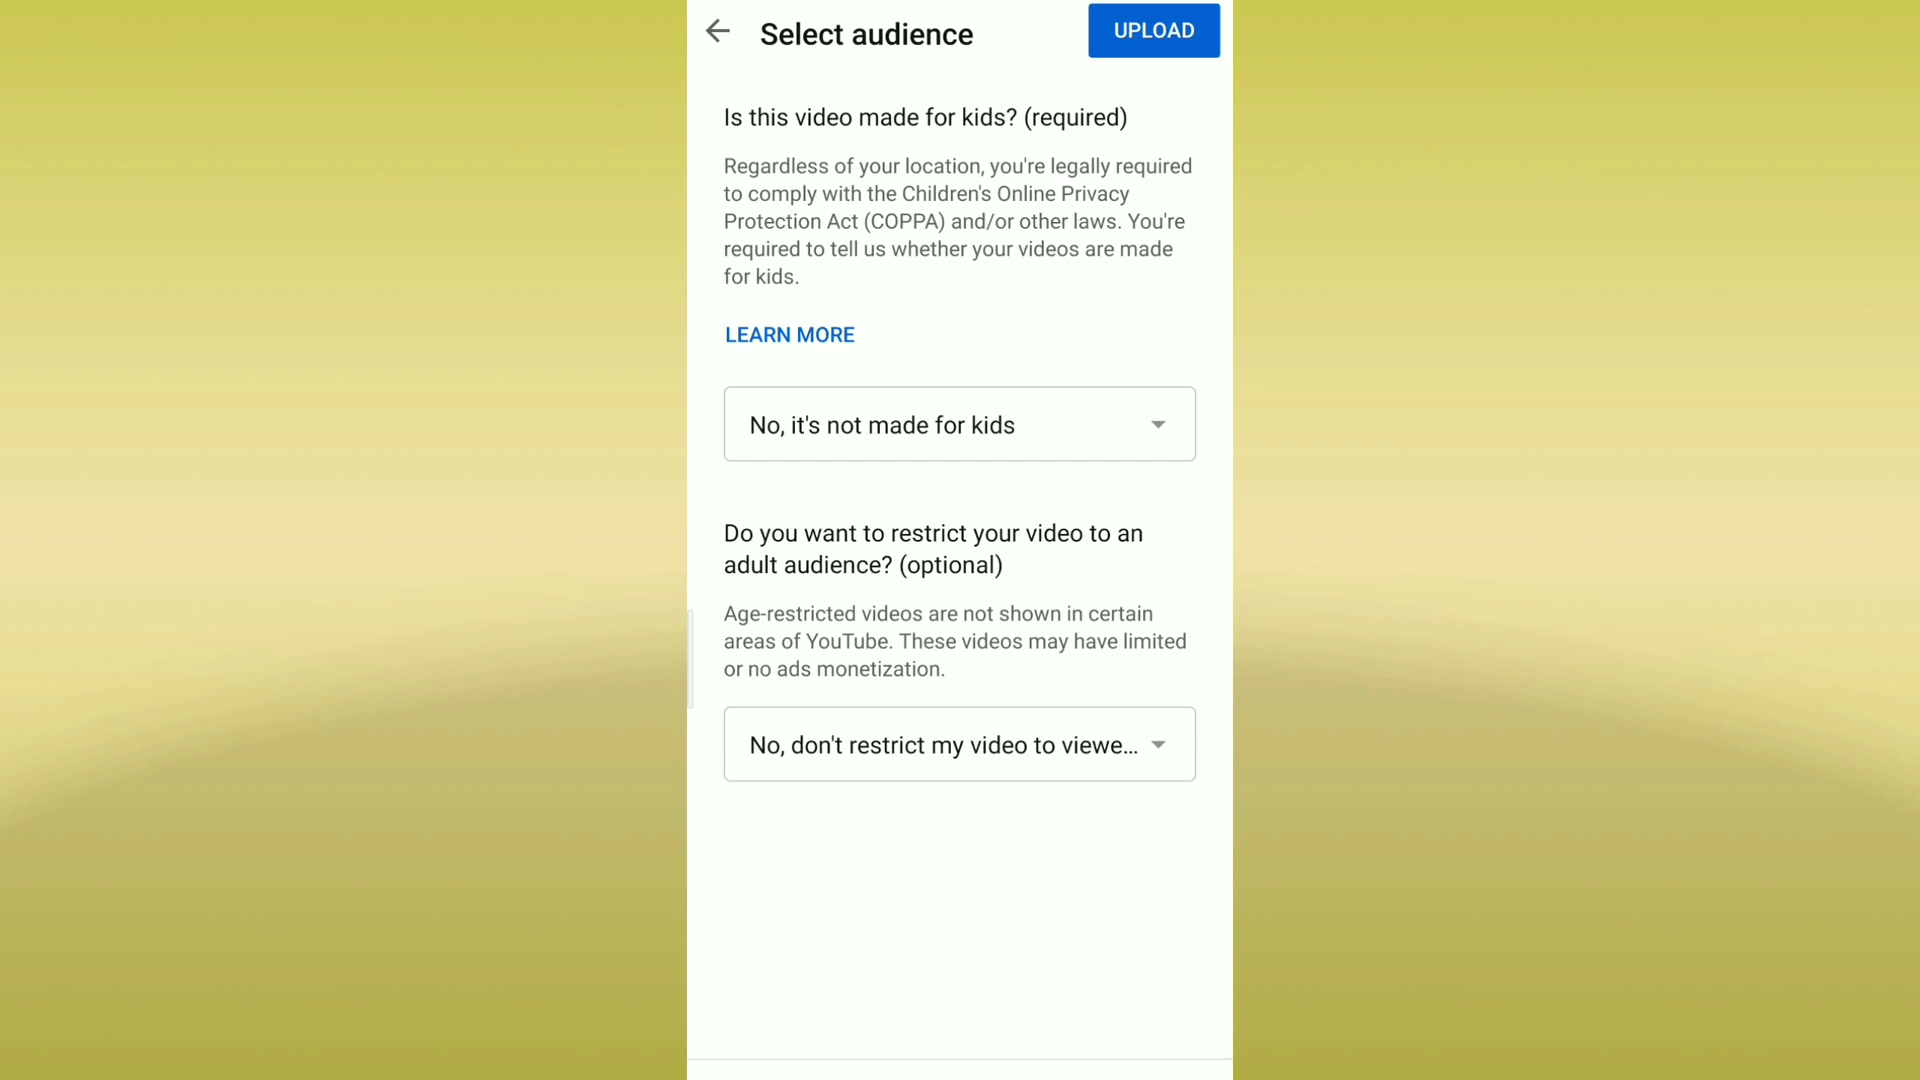 Select audience
UPLOAD
Is this video made for kids? (required)
Regardless of your location, you're legally required
to comply with the Children's Online Privacy
Protection Act (COPPA) and/or other laws. You're
required to tell us whether your videos are made
for kids.
LEARN MORE
No, it's not made for kids
Do you want to restrict your video to an
adult audience? (optional)
Age-restricted videos are not shown in certain
areas of YouTube. These videos may have limited
or no ads monetization.
No, don't restrict my video to viewe...